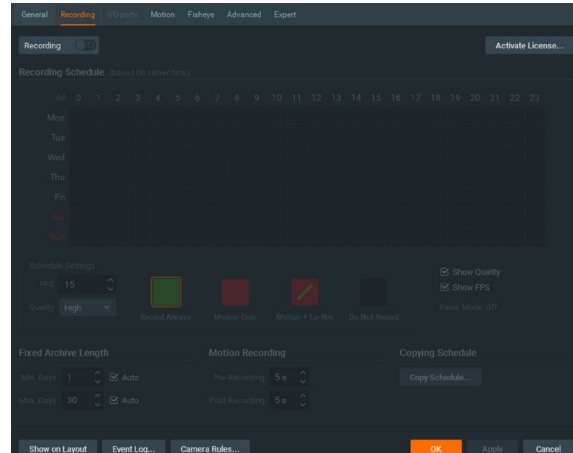 General Recording I/O ports Motion Fisheye Advanced Expert
Recording Activate License...
Recording Schedule (based on server time)
All 0 1 2 3 4 5 6 7 8 9 10 11 12 13 14 15 16 17 18 19 20 21 22 23
Mon
Tue
Wed
Thu
Fri
Sat
Sun
Schedule Settings
FPS 15
Quality High
Record Always Motion Only Motion + Lo-Res Do Not Record
Show Quality
Show FPS
Panic Mode: Off
Fixed Archive Length Motion Recording Copying Schedule
Min. Days 1 Auto Pre-Recording 5 s Copy Schedule...
Max. Days 30 Auto Post-Recording 5 s
Show on Layout Event Log... Camera Rules... OK Apply Cancel